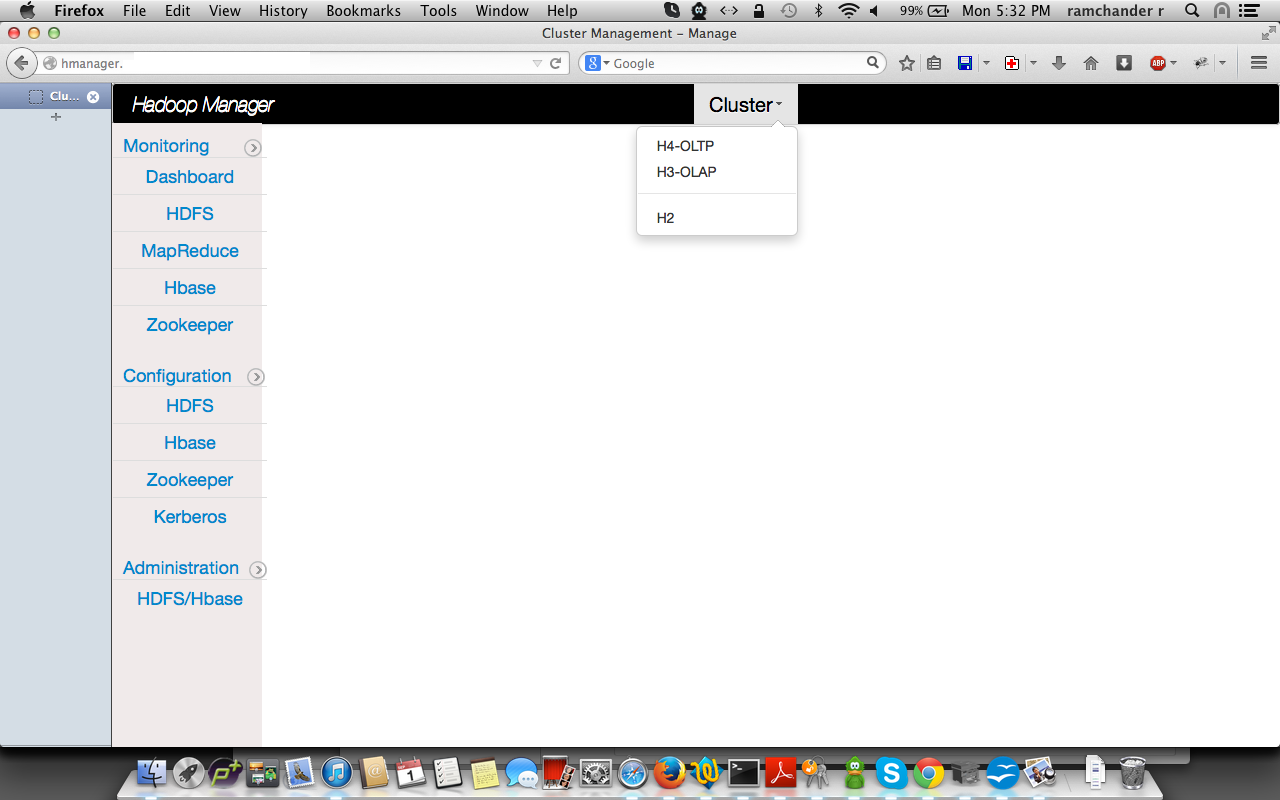 Firefox File Edit View History Bookmarks Tools Window Help 99% Mon 5:32 PM ramchander r
Cluster Management - Manage
hmanager. Google
Clu...
Hadoop Manager Cluster
H4-OLTP
H3-OLAP
H2
Monitoring
Dashboard
HDFS
MapReduce
Hbase
Zookeeper
Configuration
HDFS
Hbase
Zookeeper
Kerberos
Administration
HDFS/Hbase